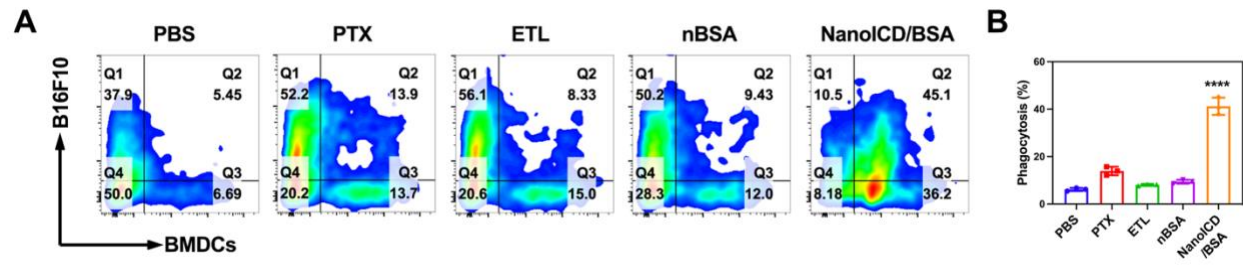 A
PBS
PTX
ETL
nBSA
NanoICD/BSA
B16F10
Q1
37.9
Q2
5.45
Q4
50.0
Q3
6.69
Q1
52.2
Q2
13.9
Q4
20.2
Q3
13.7
Q1
56.1
Q2
8.33
Q4
20.6
Q3
15.0
Q1
50.2
Q2
9.43
Q4
28.3
Q3
12.0
Q1
10.5
Q2
45.1
Q4
8.18
Q3
36.2
BMDCs
B
Phagocytosis (%)
60
40
20
0
****
PBS
PTX
ETL
nBSA
NanoICD
/BSA